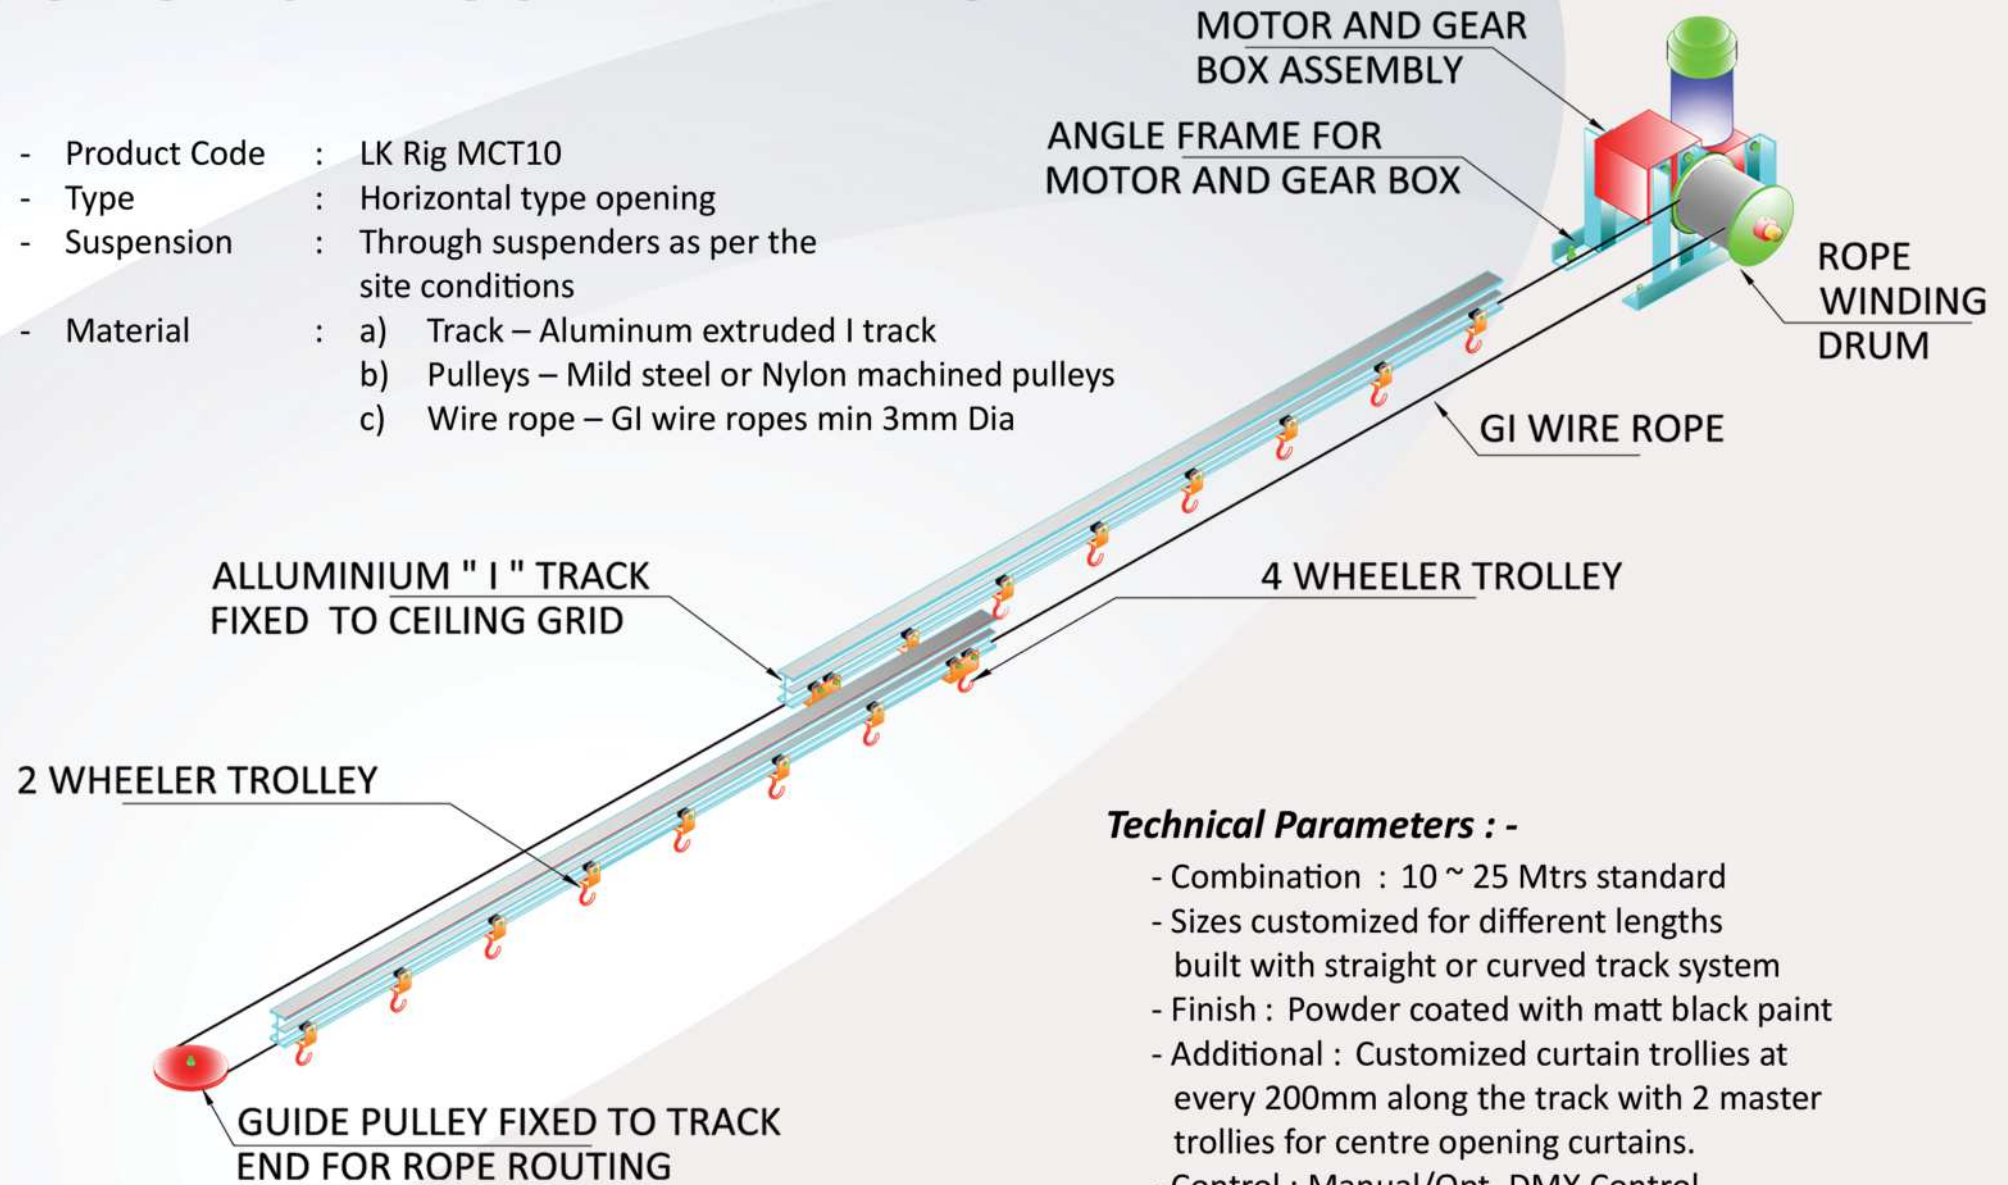 - Product Code : LK Rig MCT10
- Type : Horizontal type opening
- Suspension : Through suspenders as per the
site conditions
- Material : a) Track – Aluminum extruded I track
b) Pulleys – Mild steel or Nylon machined pulleys
c) Wire rope – GI wire ropes min 3mm Dia
MOTOR AND GEAR
BOX ASSEMBLY
ANGLE FRAME FOR
MOTOR AND GEAR BOX
ROPE
WINDING
DRUM
GI WIRE ROPE
ALLUMINIUM " I " TRACK
FIXED TO CEILING GRID
4 WHEELER TROLLEY
2 WHEELER TROLLEY
GUIDE PULLEY FIXED TO TRACK
END FOR ROPE ROUTING
Technical Parameters : -
- Combination : 10 ~ 25 Mtrs standard
- Sizes customized for different lengths
built with straight or curved track system
- Finish : Powder coated with matt black paint
- Additional : Customized curtain trollies at
every 200mm along the track with 2 master
trollies for centre opening curtains.
- Control : Manual/Opt. DMX Control